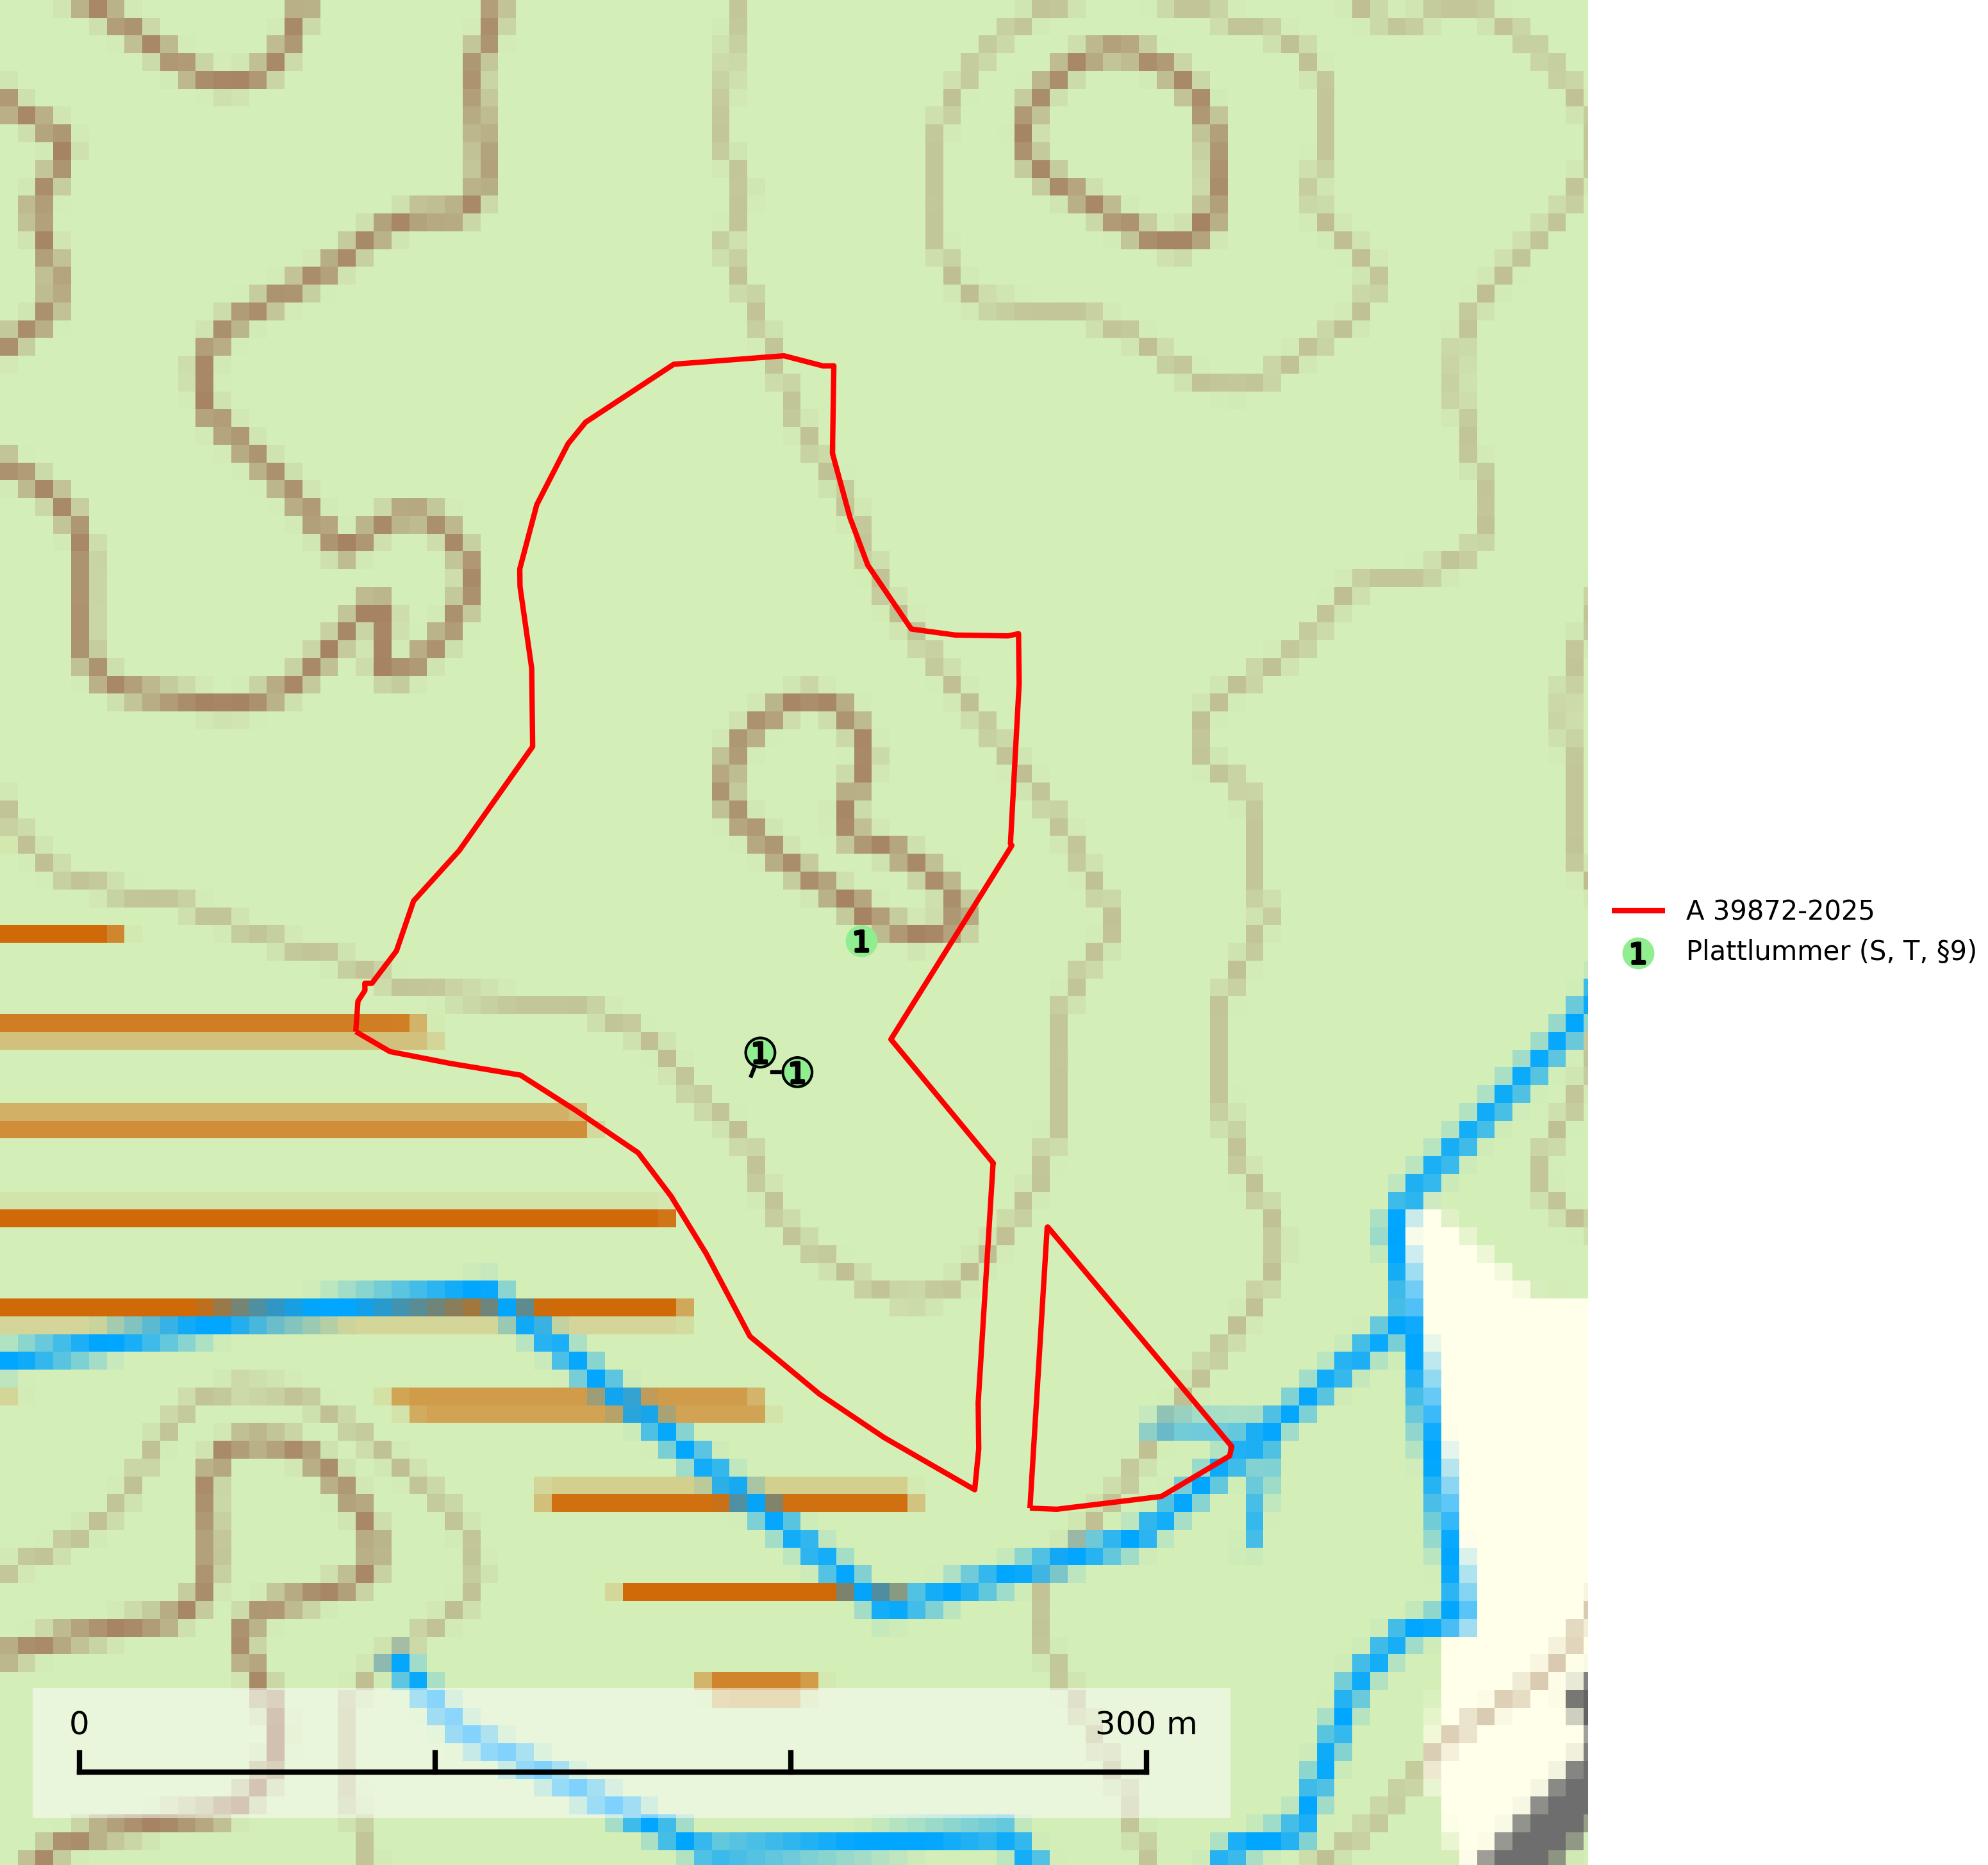 A 39872-2025
1 Plattlummer (S, T, §9)
1
1
1
0 300 m